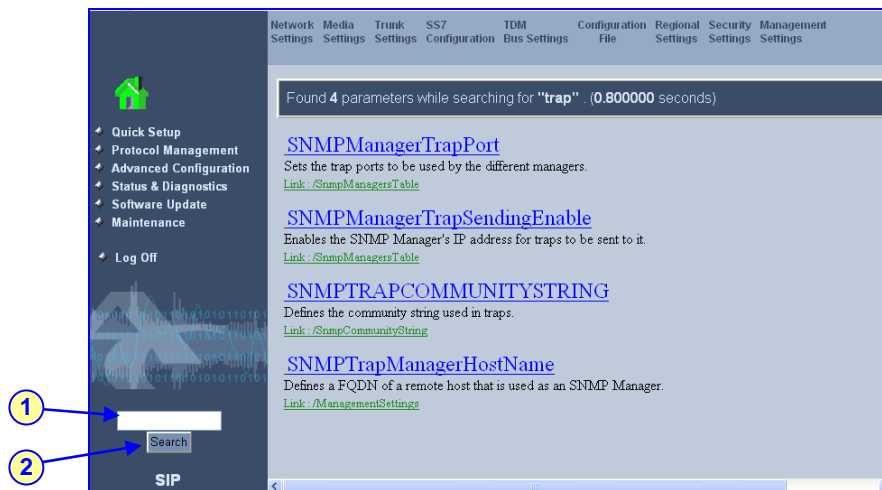 Network Settings
Media Settings
Trunk Settings
SS7 Configuration
TDM Bus Settings
Configuration File
Regional Settings
Security Settings
Management Settings
Quick Setup
Protocol Management
Advanced Configuration
Status & Diagnostics
Software Update
Maintenance
Log Off
1
2
Search
SIP
Found 4 parameters while searching for "trap" . (0.800000 seconds)
SNMPManagerTrapPort
Sets the trap ports to be used by the different managers.
Link : /SnmpManagersTable
SNMPManagerTrapSendingEnable
Enables the SNMP Manager's IP address for traps to be sent to it.
Link : /SnmpManagersTable
SNMPTRAPCOMMUNITYSTRING
Defines the community string used in traps.
Link : /SnmpCommunityString
SNMPTrapManagerHostName
Defines a FQDN of a remote host that is used as an SNMP Manager.
Link : /ManagementSettings